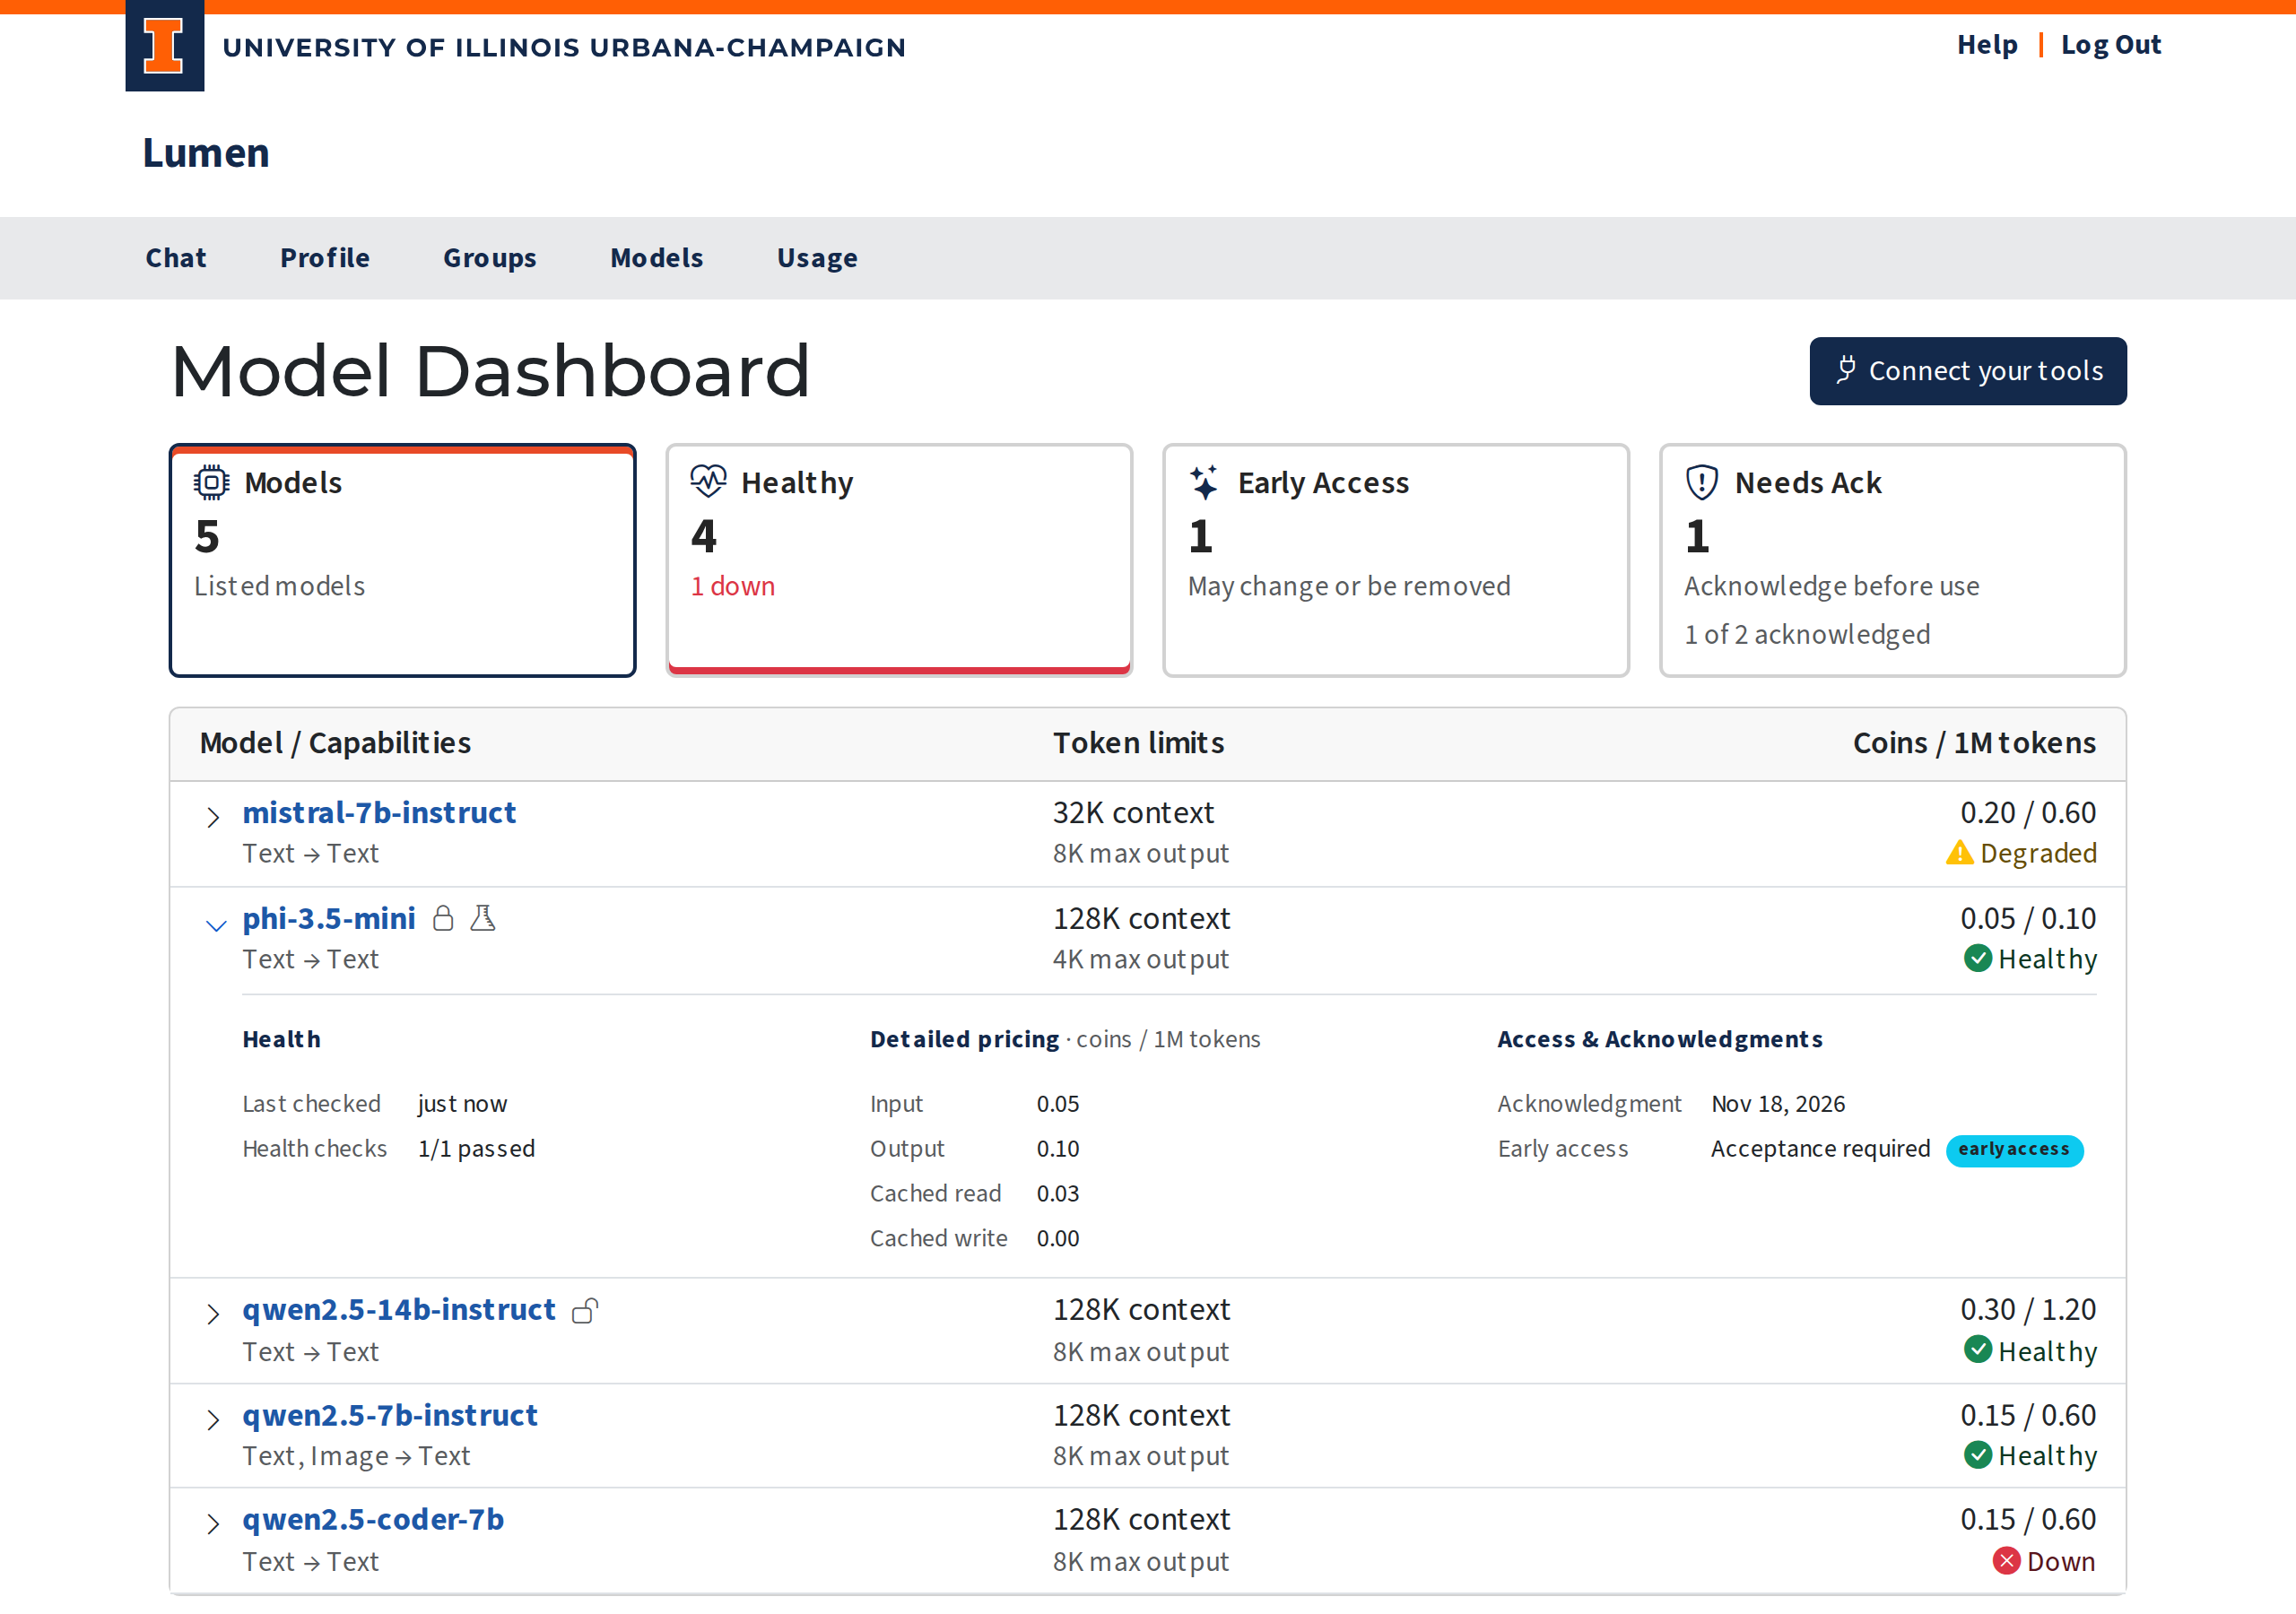 UNIVERSITY OF ILLINOIS URBANA-CHAMPAIGN
Help | Log Out
Lumen
Chat Profile Groups Models Usage
Model Dashboard
Connect your tools
Models
5
Listed models
Healthy
4
1 down
Early Access
1
May change or be removed
Needs Ack
1
Acknowledge before use
1 of 2 acknowledged
Model / Capabilities Token limits Coins / 1M tokens
mistral-7b-instruct 32K context 0.20 / 0.60
Text → Text 8K max output Degraded
phi-3.5-mini 128K context 0.05 / 0.10
Text → Text 4K max output Healthy
Health
Last checked just now
Health checks 1/1 passed
Detailed pricing · coins / 1M tokens
Input 0.05
Output 0.10
Cached read 0.03
Cached write 0.00
Access & Acknowledgments
Acknowledgment Nov 18, 2026
Early access Acceptance required early access
qwen2.5-14b-instruct 128K context 0.30 / 1.20
Text → Text 8K max output Healthy
qwen2.5-7b-instruct 128K context 0.15 / 0.60
Text, Image → Text 8K max output Healthy
qwen2.5-coder-7b 128K context 0.15 / 0.60
Text → Text 8K max output Down